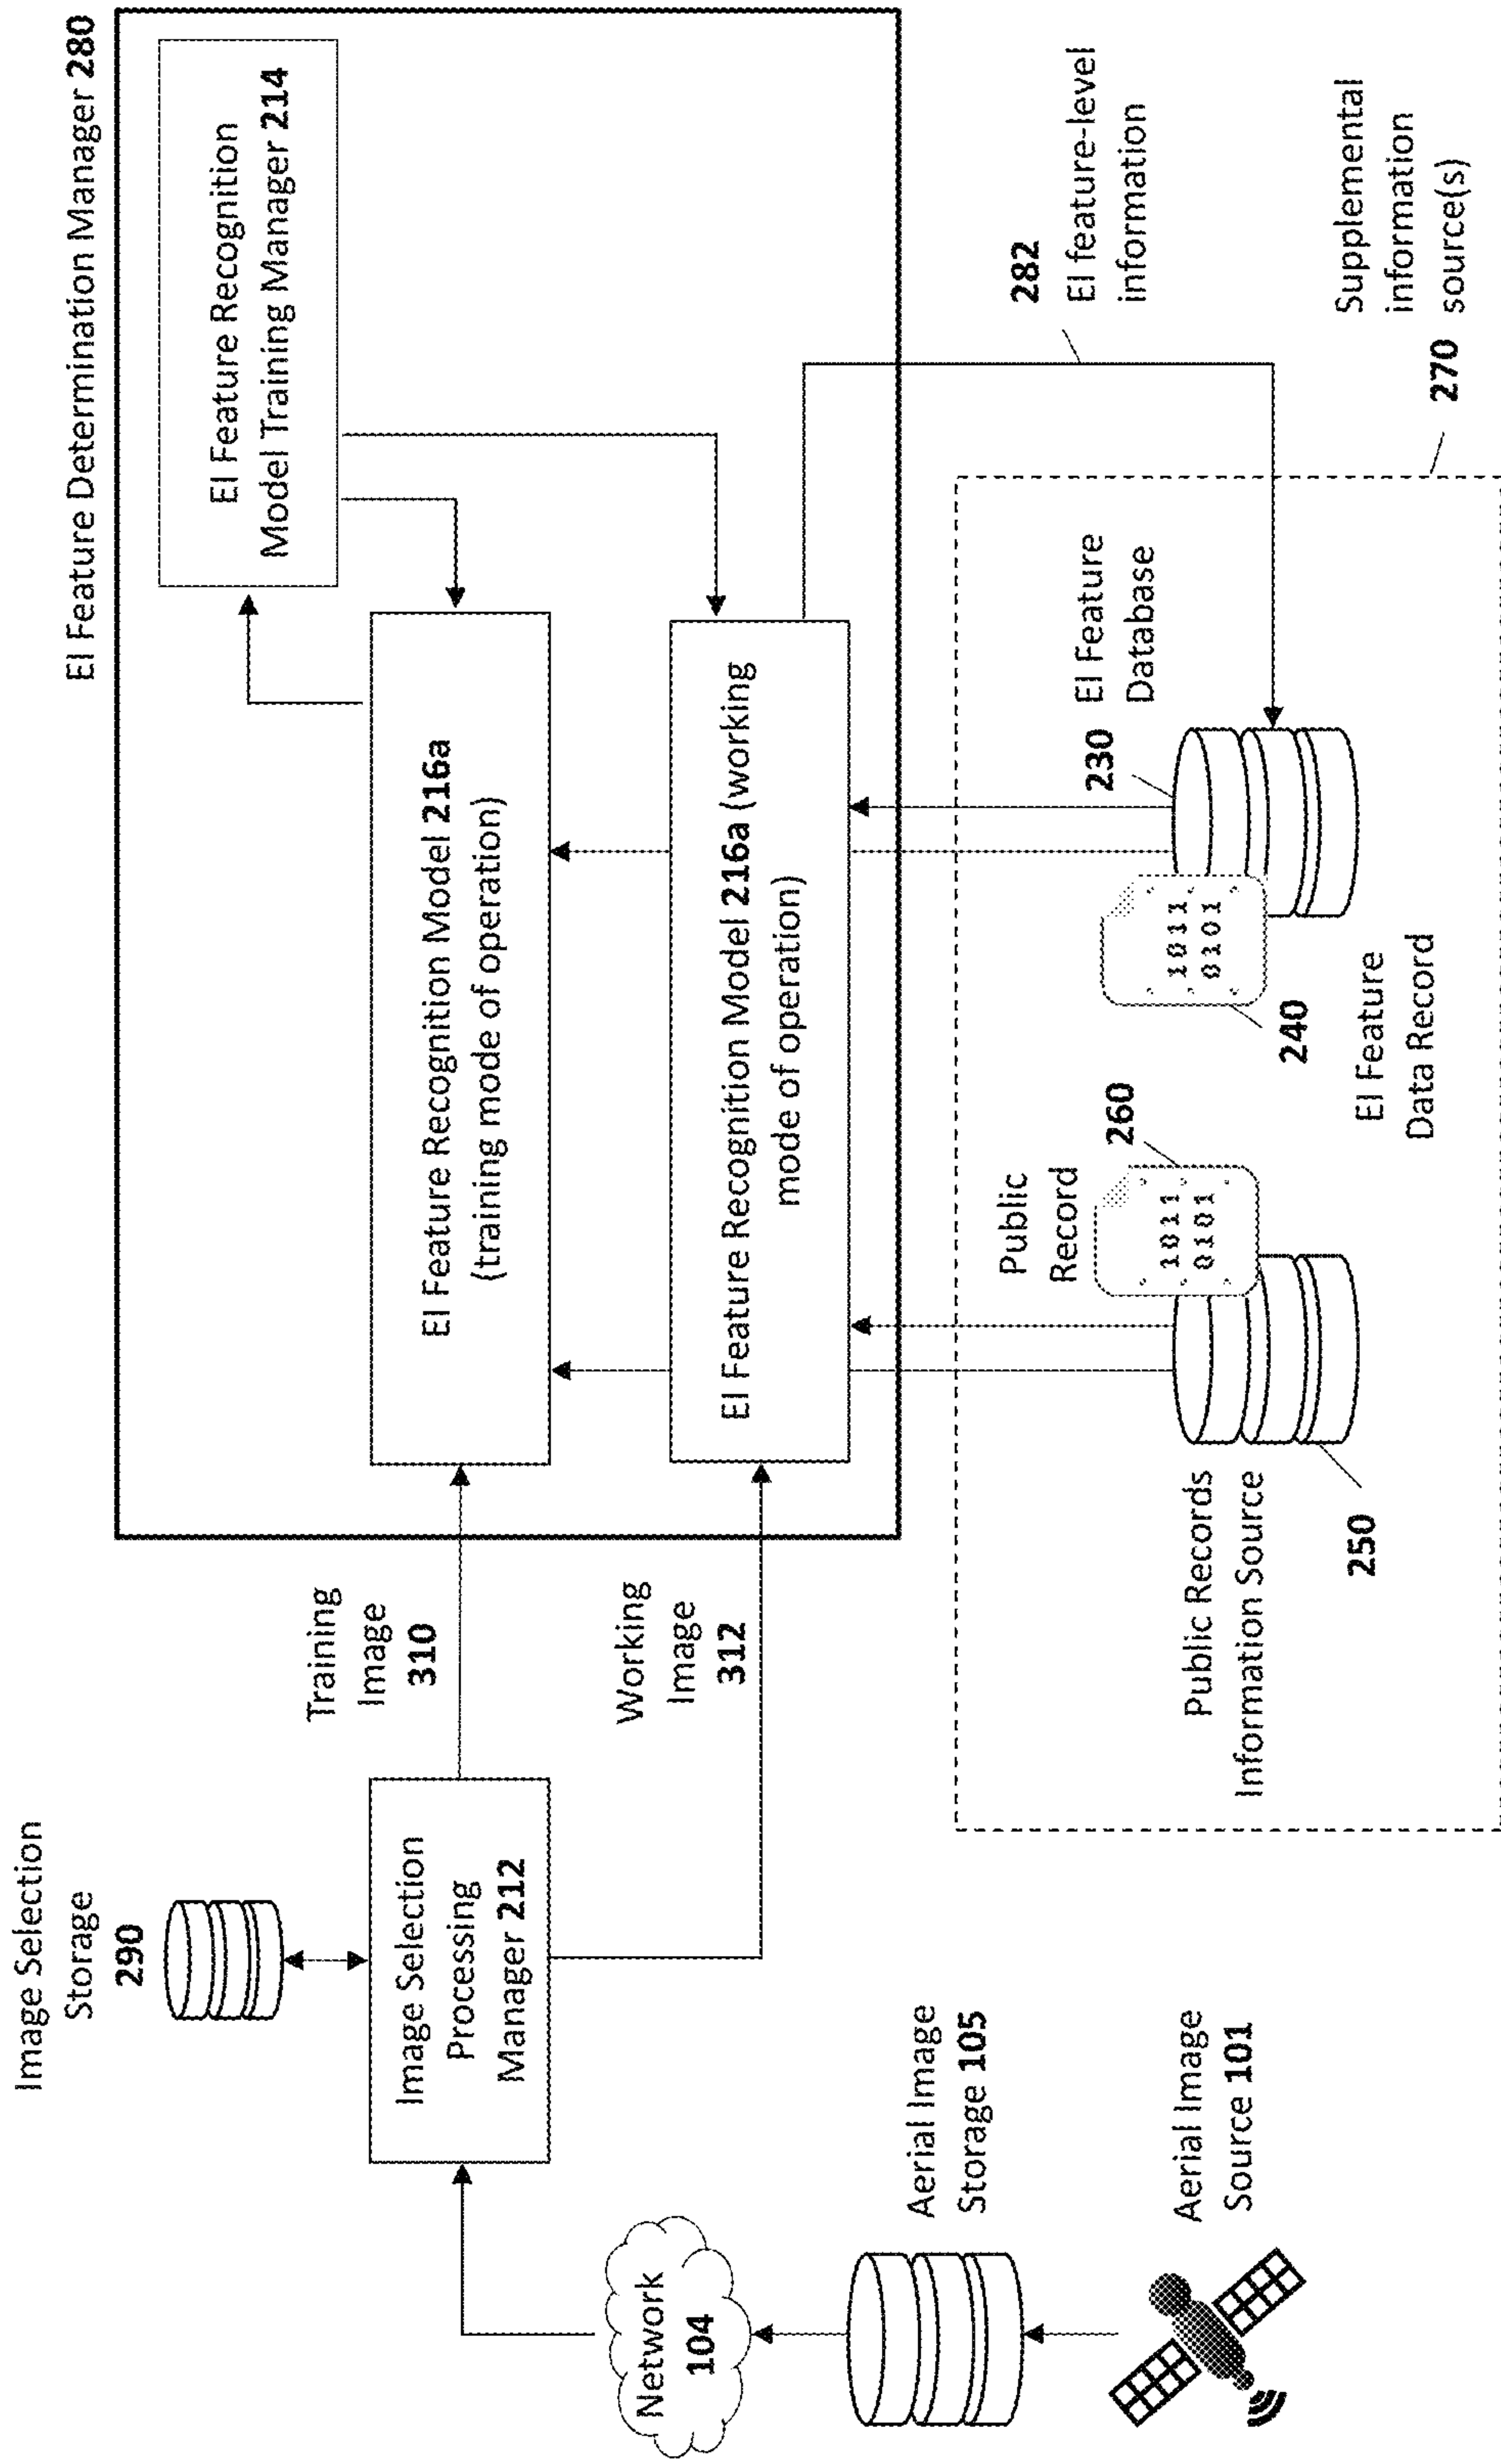 EI Feature Determination Manager 280
EI Feature Recognition
Model Training Manager 214
EI Feature Recognition Model 216a
(training mode of operation)
EI Feature Recognition Model 216a (working
mode of operation)
Image Selection
Storage
290
Image Selection
Processing
Manager 212
Training
Image
310
Working
Image
312
Network
104
Aerial Image
Storage 105
Aerial Image
Source 101
282
EI feature-level
information
Supplemental
information
270 source(s)
Public
Record
260
1011
0101
Public Records
Information Source
250
230
EI Feature
Database
1011
0101
240
EI Feature
Data Record